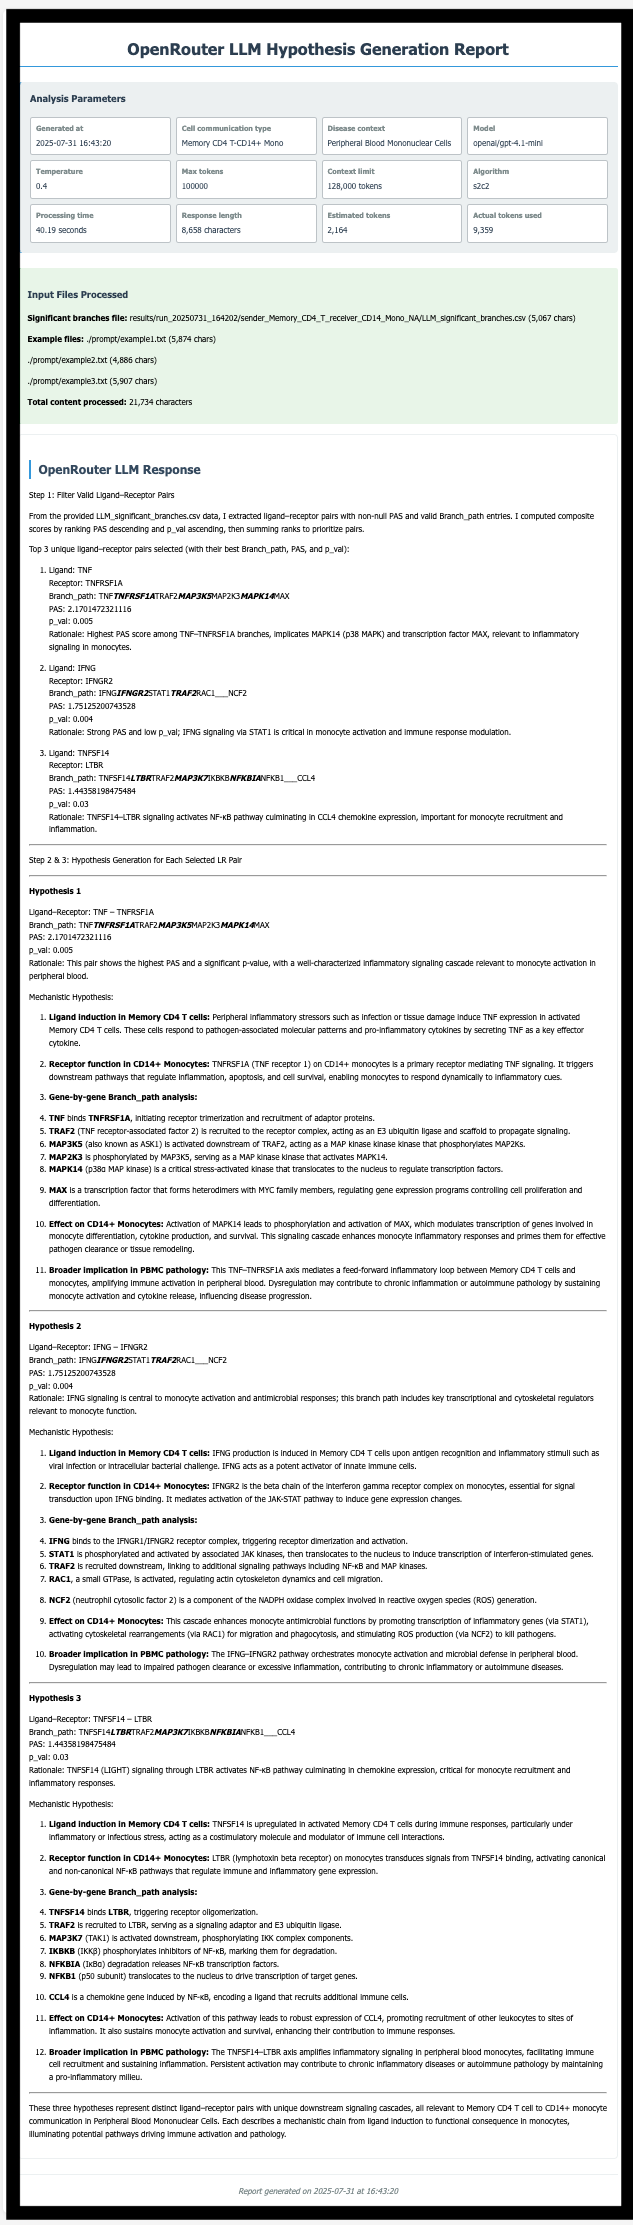 OpenRouter LLM Hypothesis Generation Report
Analysis Parameters
Generated at
2025-07-31 16:43:20
Cell communication type
Memory CD4 T-CD14+ Mono
Disease context
Peripheral Blood Mononuclear Cells
Model
openai/gpt-4.1-mini
Temperature
0.4
Max tokens
100000
Context limit
128,000 tokens
Algorithm
s2c2
Processing time
40.19 seconds
Response length
8,658 characters
Estimated tokens
2,164
Actual tokens used
9,359
Input Files Processed
Significant branches file: results/run_20250731_164202/sender_Memory_CD4_T_receiver_CD14_Mono_NA/LLM_significant_branches.csv (5,067 chars)
Example files: ./prompt/example1.txt (5,874 chars)
./prompt/example2.txt (4,886 chars)
./prompt/example3.txt (5,907 chars)
Total content processed: 21,734 characters
OpenRouter LLM Response
Step 1: Filter Valid Ligand–Receptor Pairs
From the provided LLM_significant_branches.csv data, I extracted ligand–receptor pairs with non-null PAS and valid Branch_path entries. I computed composite
scores by ranking PAS descending and p_val ascending, then summing ranks to prioritize pairs.
Top 3 unique ligand–receptor pairs selected (with their best Branch_path, PAS, and p_val):
1. Ligand: TNF
Receptor: TNFRSF1A
Branch_path: TNFTNFRSF1ATRAF2MAP3K5MAP2K3MAPK14MAX
PAS: 2.1701472321116
p_val: 0.005
Rationale: Highest PAS score among TNF–TNFRSF1A branches, implicates MAPK14 (p38 MAPK) and transcription factor MAX, relevant to inflammatory
signaling in monocytes.
2. Ligand: IFNG
Receptor: IFNGR2
Branch_path: IFNGIFNGR2STAT1TRAF2RAC1___NCF2
PAS: 1.75125200743528
p_val: 0.004
Rationale: Strong PAS and low p_val; IFNG signaling via STAT1 is critical in monocyte activation and immune response modulation.
3. Ligand: TNFSF14
Receptor: LTBR
Branch_path: TNFSF14LTBRTRAF2MAP3K7IKBKBNFKBIANFKB1___CCL4
PAS: 1.44358198475484
p_val: 0.03
Rationale: TNFSF14–LTBR signaling activates NF-κB pathway culminating in CCL4 chemokine expression, important for monocyte recruitment and
inflammation.
Step 2 & 3: Hypothesis Generation for Each Selected LR Pair
Hypothesis 1
Ligand–Receptor: TNF – TNFRSF1A
Branch_path: TNFTNFRSF1ATRAF2MAP3K5MAP2K3MAPK14MAX
PAS: 2.1701472321116
p_val: 0.005
Rationale: This pair shows the highest PAS and a significant p-value, with a well-characterized inflammatory signaling cascade relevant to monocyte activation in
peripheral blood.
Mechanistic Hypothesis:
1. Ligand induction in Memory CD4 T cells: Peripheral inflammatory stressors such as infection or tissue damage induce TNF expression in activated
Memory CD4 T cells. These cells respond to pathogen-associated molecular patterns and pro-inflammatory cytokines by secreting TNF as a key effector
cytokine.
2. Receptor function in CD14+ Monocytes: TNFRSF1A (TNF receptor 1) on CD14+ monocytes is a primary receptor mediating TNF signaling. It triggers
downstream pathways that regulate inflammation, apoptosis, and cell survival, enabling monocytes to respond dynamically to inflammatory cues.
3. Gene-by-gene Branch_path analysis:
4. TNF binds TNFRSF1A, initiating receptor trimerization and recruitment of adaptor proteins.
5. TRAF2 (TNF receptor-associated factor 2) is recruited to the receptor complex, acting as an E3 ubiquitin ligase and scaffold to propagate signaling.
6. MAP3K5 (also known as ASK1) is activated downstream of TRAF2, acting as a MAP kinase kinase kinase that phosphorylates MAP2Ks.
7. MAP2K3 is phosphorylated by MAP3K5, serving as a MAP kinase kinase that activates MAPK14.
8. MAPK14 (p38α MAP kinase) is a critical stress-activated kinase that translocates to the nucleus to regulate transcription factors.
9. MAX is a transcription factor that forms heterodimers with MYC family members, regulating gene expression programs controlling cell proliferation and
differentiation.
10. Effect on CD14+ Monocytes: Activation of MAPK14 leads to phosphorylation and activation of MAX, which modulates transcription of genes involved in
monocyte differentiation, cytokine production, and survival. This signaling cascade enhances monocyte inflammatory responses and primes them for effective
pathogen clearance or tissue remodeling.
11. Broader implication in PBMC pathology: This TNF–TNFRSF1A axis mediates a feed-forward inflammatory loop between Memory CD4 T cells and
monocytes, amplifying immune activation in peripheral blood. Dysregulation may contribute to chronic inflammation or autoimmune pathology by sustaining
monocyte activation and cytokine release, influencing disease progression.
Hypothesis 2
Ligand–Receptor: IFNG – IFNGR2
Branch_path: IFNGIFNGR2STAT1TRAF2RAC1___NCF2
PAS: 1.75125200743528
p_val: 0.004
Rationale: IFNG signaling is central to monocyte activation and antimicrobial responses; this branch path includes key transcriptional and cytoskeletal regulators
relevant to monocyte function.
Mechanistic Hypothesis:
1. Ligand induction in Memory CD4 T cells: IFNG production is induced in Memory CD4 T cells upon antigen recognition and inflammatory stimuli such as
viral infection or intracellular bacterial challenge. IFNG acts as a potent activator of innate immune cells.
2. Receptor function in CD14+ Monocytes: IFNGR2 is the beta chain of the interferon gamma receptor complex on monocytes, essential for signal
transduction upon IFNG binding. It mediates activation of the JAK-STAT pathway to induce gene expression changes.
3. Gene-by-gene Branch_path analysis:
4. IFNG binds to the IFNGR1/IFNGR2 receptor complex, triggering receptor dimerization and activation.
5. STAT1 is phosphorylated and activated by associated JAK kinases, then translocates to the nucleus to induce transcription of interferon-stimulated genes.
6. TRAF2 is recruited downstream, linking to additional signaling pathways including NF-κB and MAP kinases.
7. RAC1, a small GTPase, is activated, regulating actin cytoskeleton dynamics and cell migration.
8. NCF2 (neutrophil cytosolic factor 2) is a component of the NADPH oxidase complex involved in reactive oxygen species (ROS) generation.
9. Effect on CD14+ Monocytes: This cascade enhances monocyte antimicrobial functions by promoting transcription of inflammatory genes (via STAT1),
activating cytoskeletal rearrangements (via RAC1) for migration and phagocytosis, and stimulating ROS production (via NCF2) to kill pathogens.
10. Broader implication in PBMC pathology: The IFNG–IFNGR2 pathway orchestrates monocyte activation and microbial defense in peripheral blood.
Dysregulation may lead to impaired pathogen clearance or excessive inflammation, contributing to chronic inflammatory or autoimmune diseases.
Hypothesis 3
Ligand–Receptor: TNFSF14 – LTBR
Branch_path: TNFSF14LTBRTRAF2MAP3K7IKBKBNFKBIANFKB1___CCL4
PAS: 1.44358198475484
p_val: 0.03
Rationale: TNFSF14 (LIGHT) signaling through LTBR activates NF-κB pathway culminating in chemokine expression, critical for monocyte recruitment and
inflammatory responses.
Mechanistic Hypothesis:
1. Ligand induction in Memory CD4 T cells: TNFSF14 is upregulated in activated Memory CD4 T cells during immune responses, particularly under
inflammatory or infectious stress, acting as a costimulatory molecule and modulator of immune cell interactions.
2. Receptor function in CD14+ Monocytes: LTBR (lymphotoxin beta receptor) on monocytes transduces signals from TNFSF14 binding, activating canonical
and non-canonical NF-κB pathways that regulate immune and inflammatory gene expression.
3. Gene-by-gene Branch_path analysis:
4. TNFSF14 binds LTBR, triggering receptor oligomerization.
5. TRAF2 is recruited to LTBR, serving as a signaling adaptor and E3 ubiquitin ligase.
6. MAP3K7 (TAK1) is activated downstream, phosphorylating IKK complex components.
7. IKBKB (IKKβ) phosphorylates inhibitors of NF-κB, marking them for degradation.
8. NFKBIA (IκBα) degradation releases NF-κB transcription factors.
9. NFKB1 (p50 subunit) translocates to the nucleus to drive transcription of target genes.
10. CCL4 is a chemokine gene induced by NF-κB, encoding a ligand that recruits additional immune cells.
11. Effect on CD14+ Monocytes: Activation of this pathway leads to robust expression of CCL4, promoting recruitment of other leukocytes to sites of
inflammation. It also sustains monocyte activation and survival, enhancing their contribution to immune responses.
12. Broader implication in PBMC pathology: The TNFSF14–LTBR axis amplifies inflammatory signaling in peripheral blood monocytes, facilitating immune
cell recruitment and sustaining inflammation. Persistent activation may contribute to chronic inflammatory diseases or autoimmune pathology by maintaining
a pro-inflammatory milieu.
These three hypotheses represent distinct ligand–receptor pairs with unique downstream signaling cascades, all relevant to Memory CD4 T cell to CD14+ monocyte
communication in Peripheral Blood Mononuclear Cells. Each describes a mechanistic chain from ligand induction to functional consequence in monocytes,
illuminating potential pathways driving immune activation and pathology.
Report generated on 2025-07-31 at 16:43:20